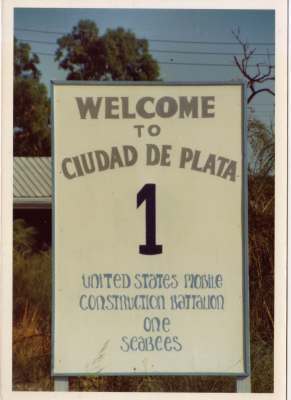 WELCOME
TO
CIUDAD DE PLATA
1
UNITED STATES MOBILE
CONSTRUCTION BATTALION
ONE
SEABEES